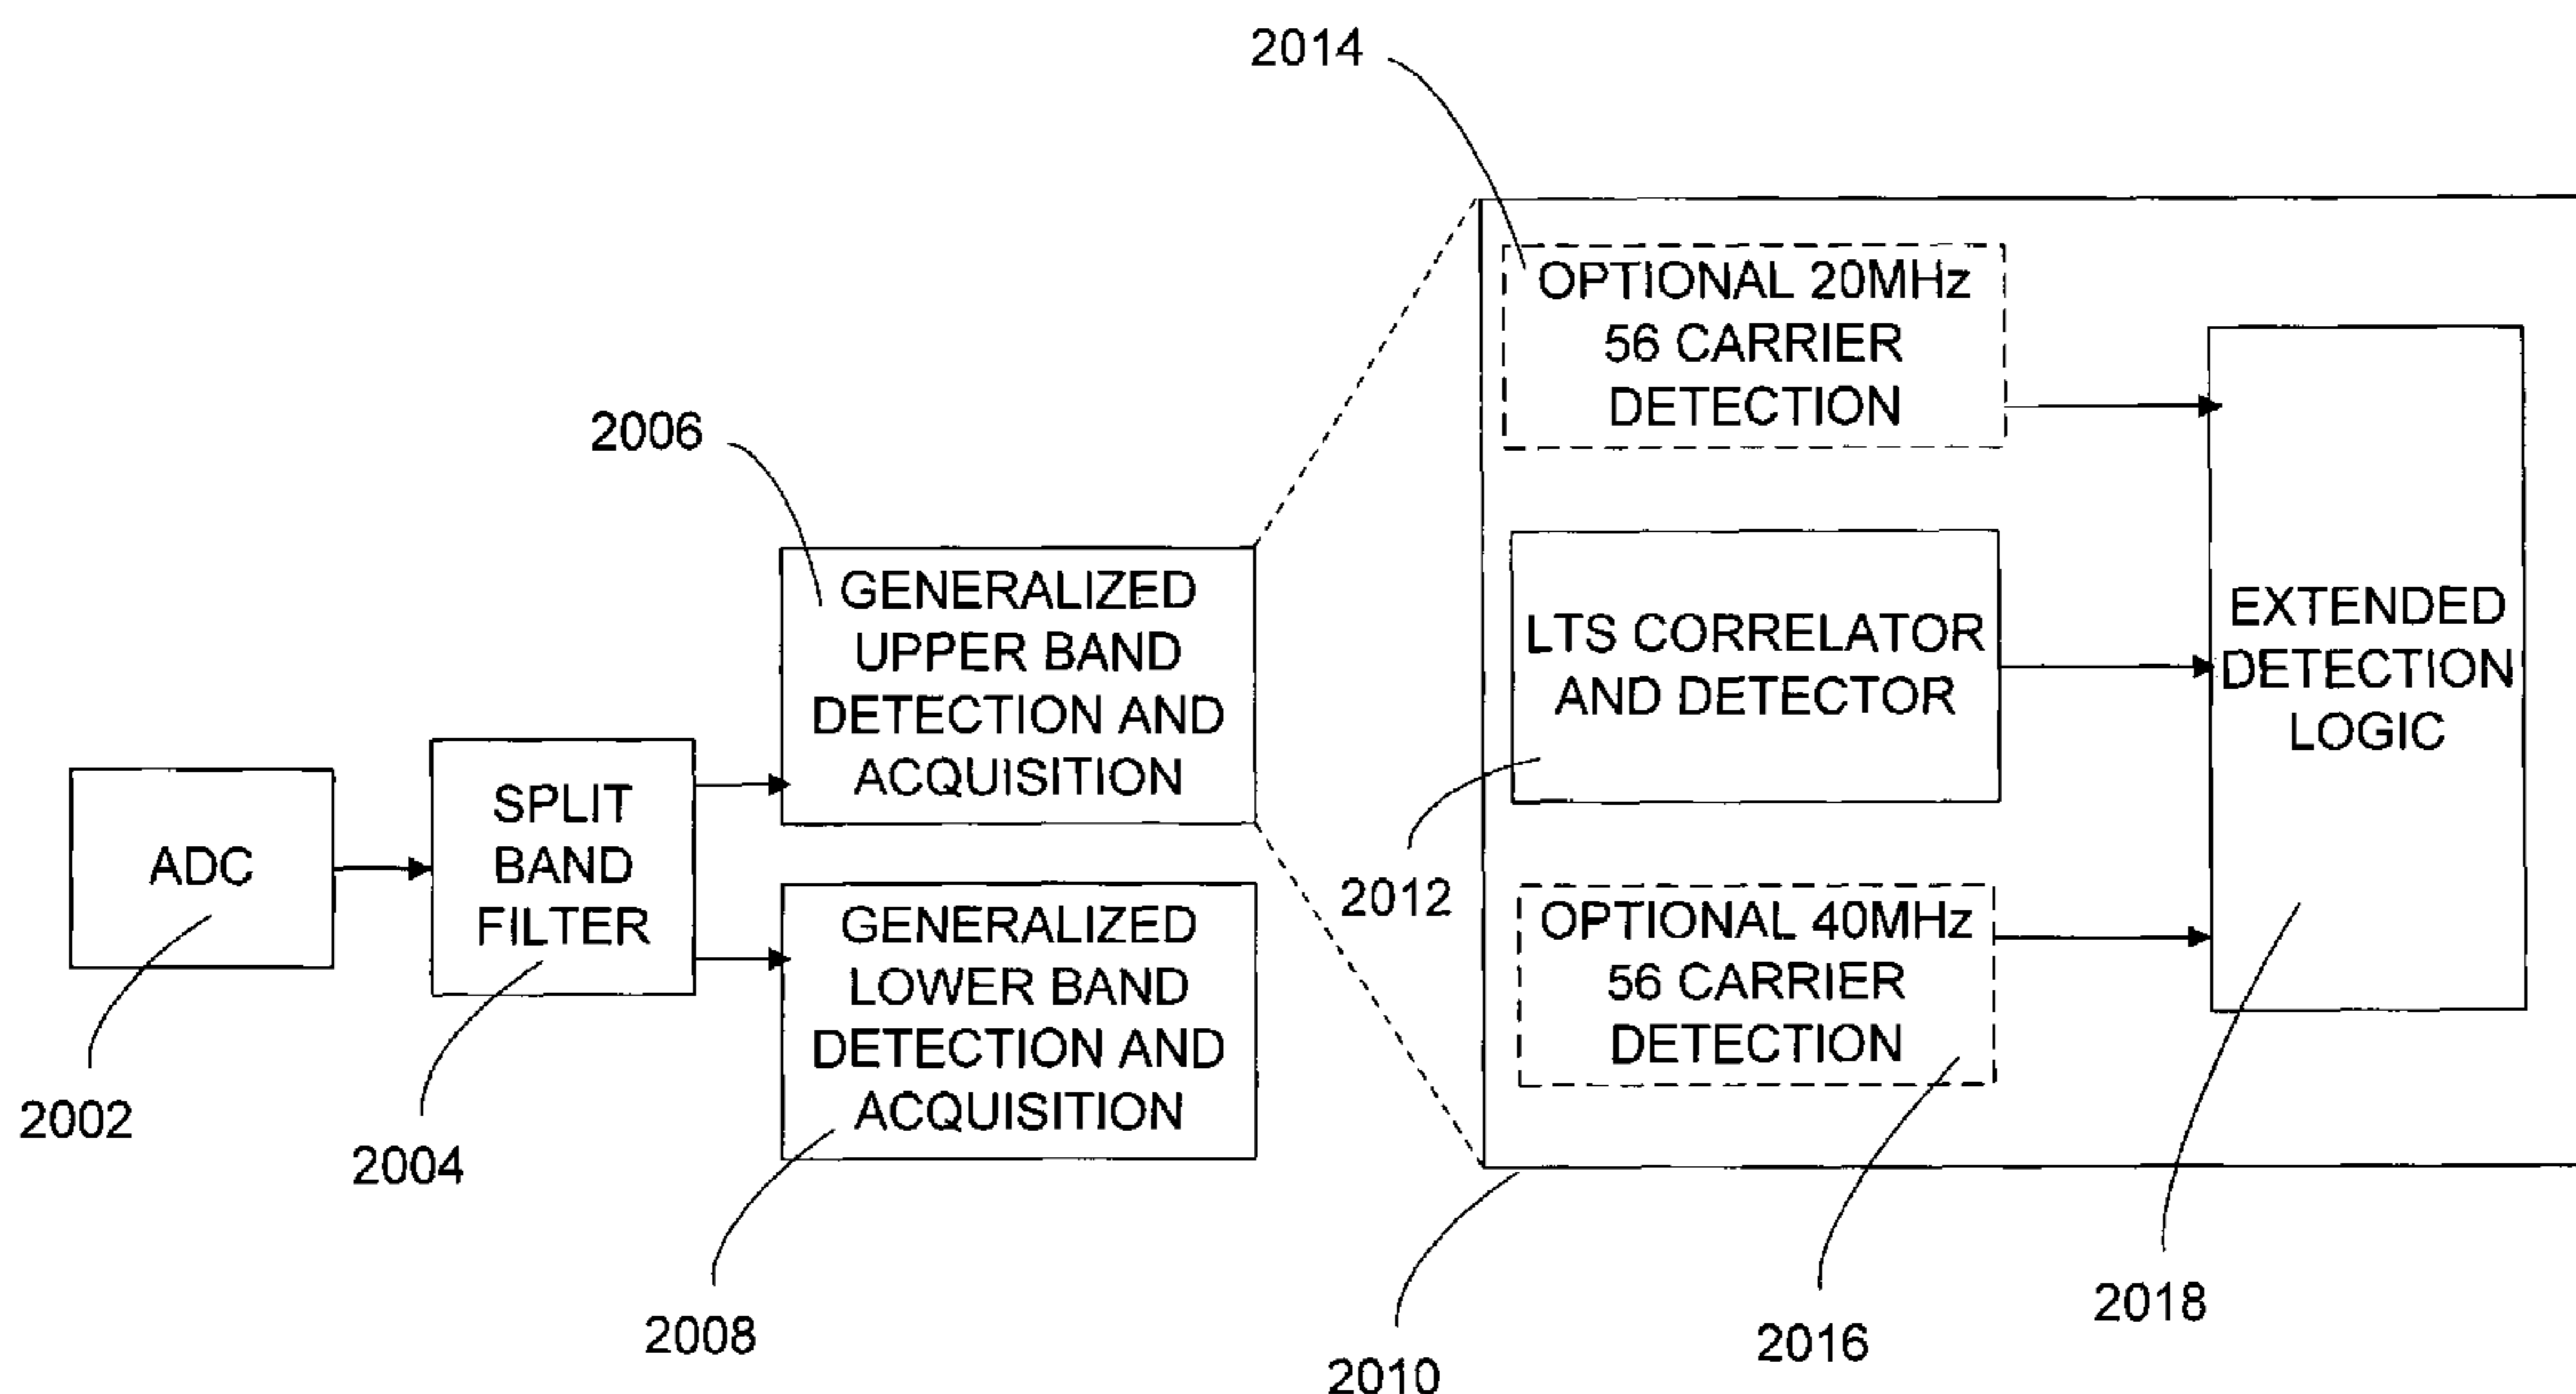 2014
OPTIONAL 20MHz
56 CARRIER
DETECTION
2006
GENERALIZED
UPPER BAND
DETECTION AND
ACQUISITION
LTS CORRELATOR
AND DETECTOR
EXTENDED
DETECTION
LOGIC
SPLIT
BAND
FILTER
ADC
2012
GENERALIZED
LOWER BAND
DETECTION AND
ACQUISITION
OPTIONAL 40MHz
56 CARRIER
DETECTION
2002
2004
2008
2010
2016
2018